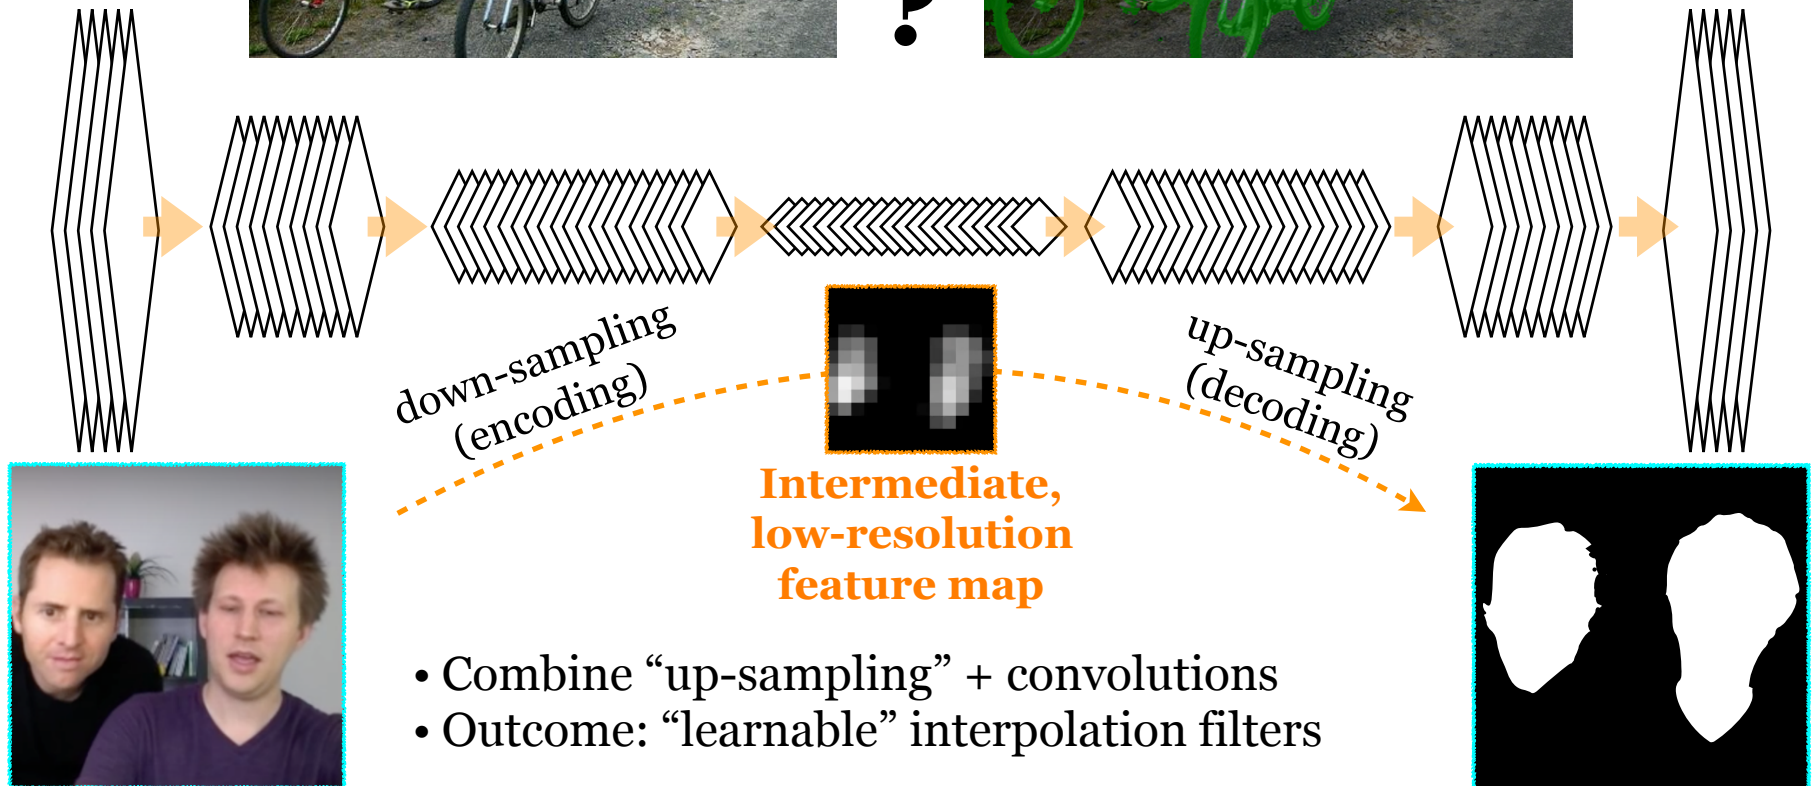 ?
down-sampling
(encoding)
up-sampling
(decoding)
Intermediate,
low-resolution
feature map
• Combine “up-sampling” + convolutions
• Outcome: “learnable” interpolation filters